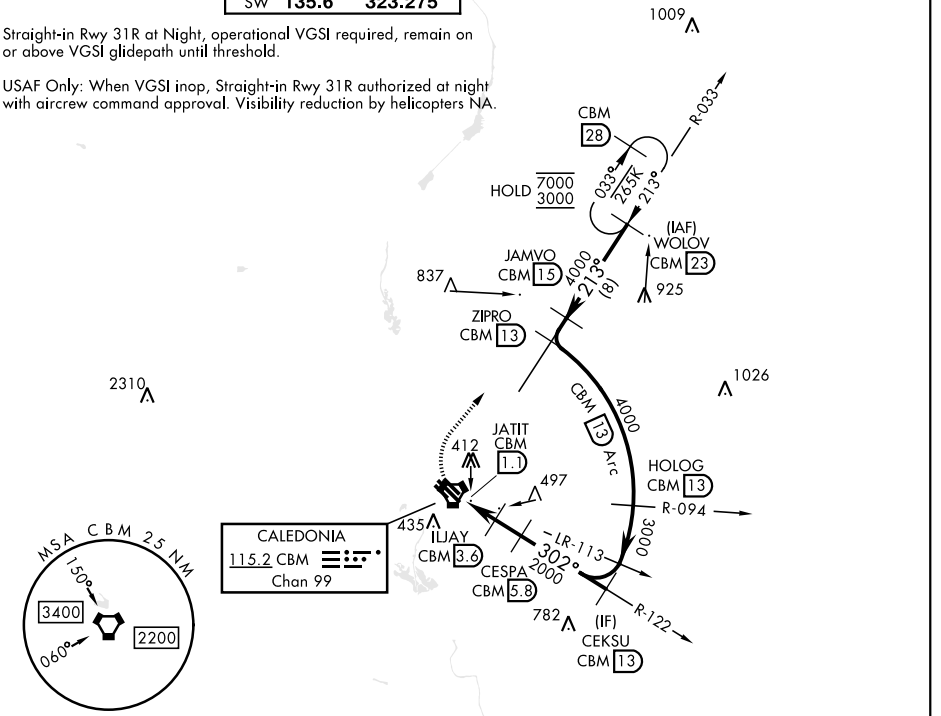 SW 135.6 323.275
Straight-in Rwy 31R at Night, operational VGSI required, remain on
or above VGSI glidepath until threshold.
USAF Only: When VGSI inop, Straight-in Rwy 31R authorized at night
with aircrew command approval. Visibility reduction by helicopters NA.
1009
R-033
CBM
28
HOLD 7000
3000
033°
265K
213°
(IAF)
WOLOV
CBM 23
925
JAMVO
CBM 15
4000
213°
(8)
837
ZIPRO
CBM 13
2310
1026
CBM 13 Arc
4000
JATIT
CBM
1.1
412
497
HOLOG
CBM 13
R-094
3000
435
ILJAY
CBM 3.6
LR-113
302°
2000
CESPA
CBM 5.8
CALEDONIA
115.2 CBM
Chan 99
782
(IF)
CEKSU
CBM 13
R-122
MSA CBM 25 NM
150°
3400
2200
060°